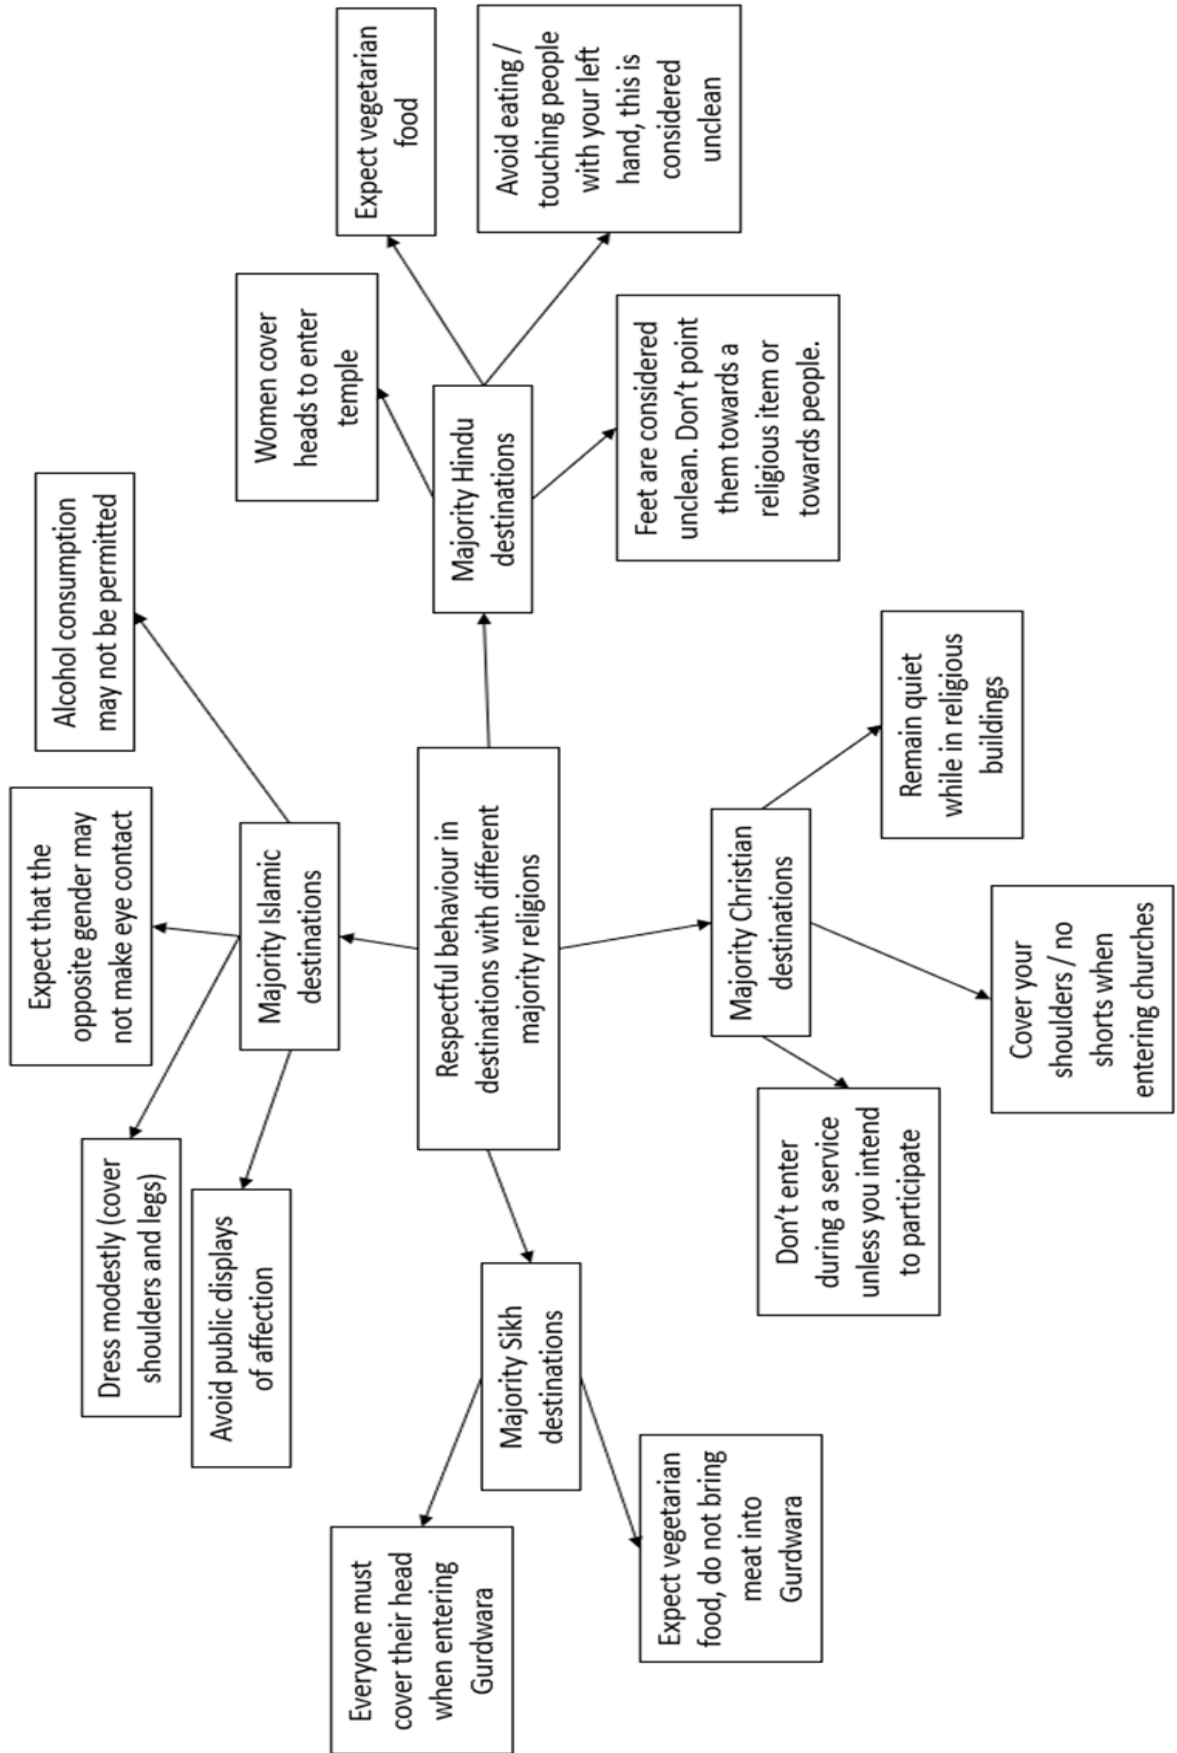 Respectful behaviour in
destinations with different
majority religions
Majority Islamic
destinations
Dress modestly (cover
shoulders and legs)
Avoid public displays
of affection
Expect that the
opposite gender may
not make eye contact
Alcohol consumption
may not be permitted
Majority Hindu
destinations
Women cover
heads to enter
temple
Expect vegetarian
food
Avoid eating /
touching people
with your left
hand, this is
considered
unclean
Feet are considered
unclean. Don't point
them towards a
religious item or
towards people.
Majority Christian
destinations
Don't enter
during a service
unless you intend
to participate
Cover your
shoulders / no
shorts when
entering churches
Remain quiet
while in religious
buildings
Majority Sikh
destinations
Everyone must
cover their head
when entering
Gurdwara
Expect vegetarian
food, do not bring
meat into
Gurdwara